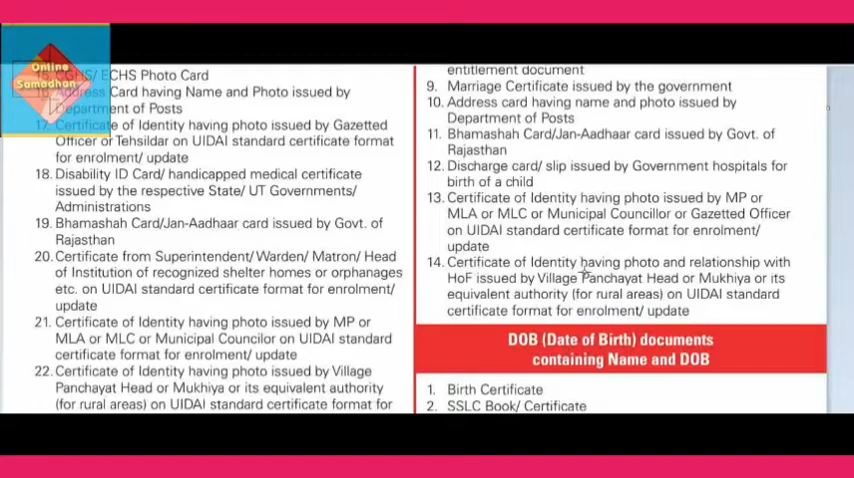 Online
Samadhan
15. CGHS/ ECHS Photo Card
16. Address Card having Name and Photo issued by
Department of Posts
17. Certificate of Identity having photo issued by Gazetted
Officer or Tehsildar on UIDAI standard certificate format
for enrolment/ update
18. Disability ID Card/ handicapped medical certificate
issued by the respective State/ UT Governments/
Administrations
19. Bhamashah Card/Jan-Aadhaar card issued by Govt. of
Rajasthan
20. Certificate from Superintendent/ Warden/ Matron/ Head
of Institution of recognized shelter homes or orphanages
etc. on UIDAI standard certificate format for enrolment/
update
21. Certificate of Identity having photo issued by MP or
MLA or MLC or Municipal Councilor on UIDAI standard
certificate format for enrolment/ update
22. Certificate of Identity having photo issued by Village
Panchayat Head or Mukhiya or its equivalent authority
(for rural areas) on UIDAI standard certificate format for
entitlement document
9. Marriage Certificate issued by the government
10. Address card having name and photo issued by
Department of Posts
11. Bhamashah Card/Jan-Aadhaar card issued by Govt. of
Rajasthan
12. Discharge card/ slip issued by Government hospitals for
birth of a child
13. Certificate of Identity having photo issued by MP or
MLA or MLC or Municipal Councillor or Gazetted Officer
on UIDAI standard certificate format for enrolment/
update
14. Certificate of Identity having photo and relationship with
HoF issued by Village Panchayat Head or Mukhiya or its
equivalent authority (for rural areas) on UIDAI standard
certificate format for enrolment/ update
DOB (Date of Birth) documents
containing Name and DOB
1. Birth Certificate
2. SSLC Book/ Certificate